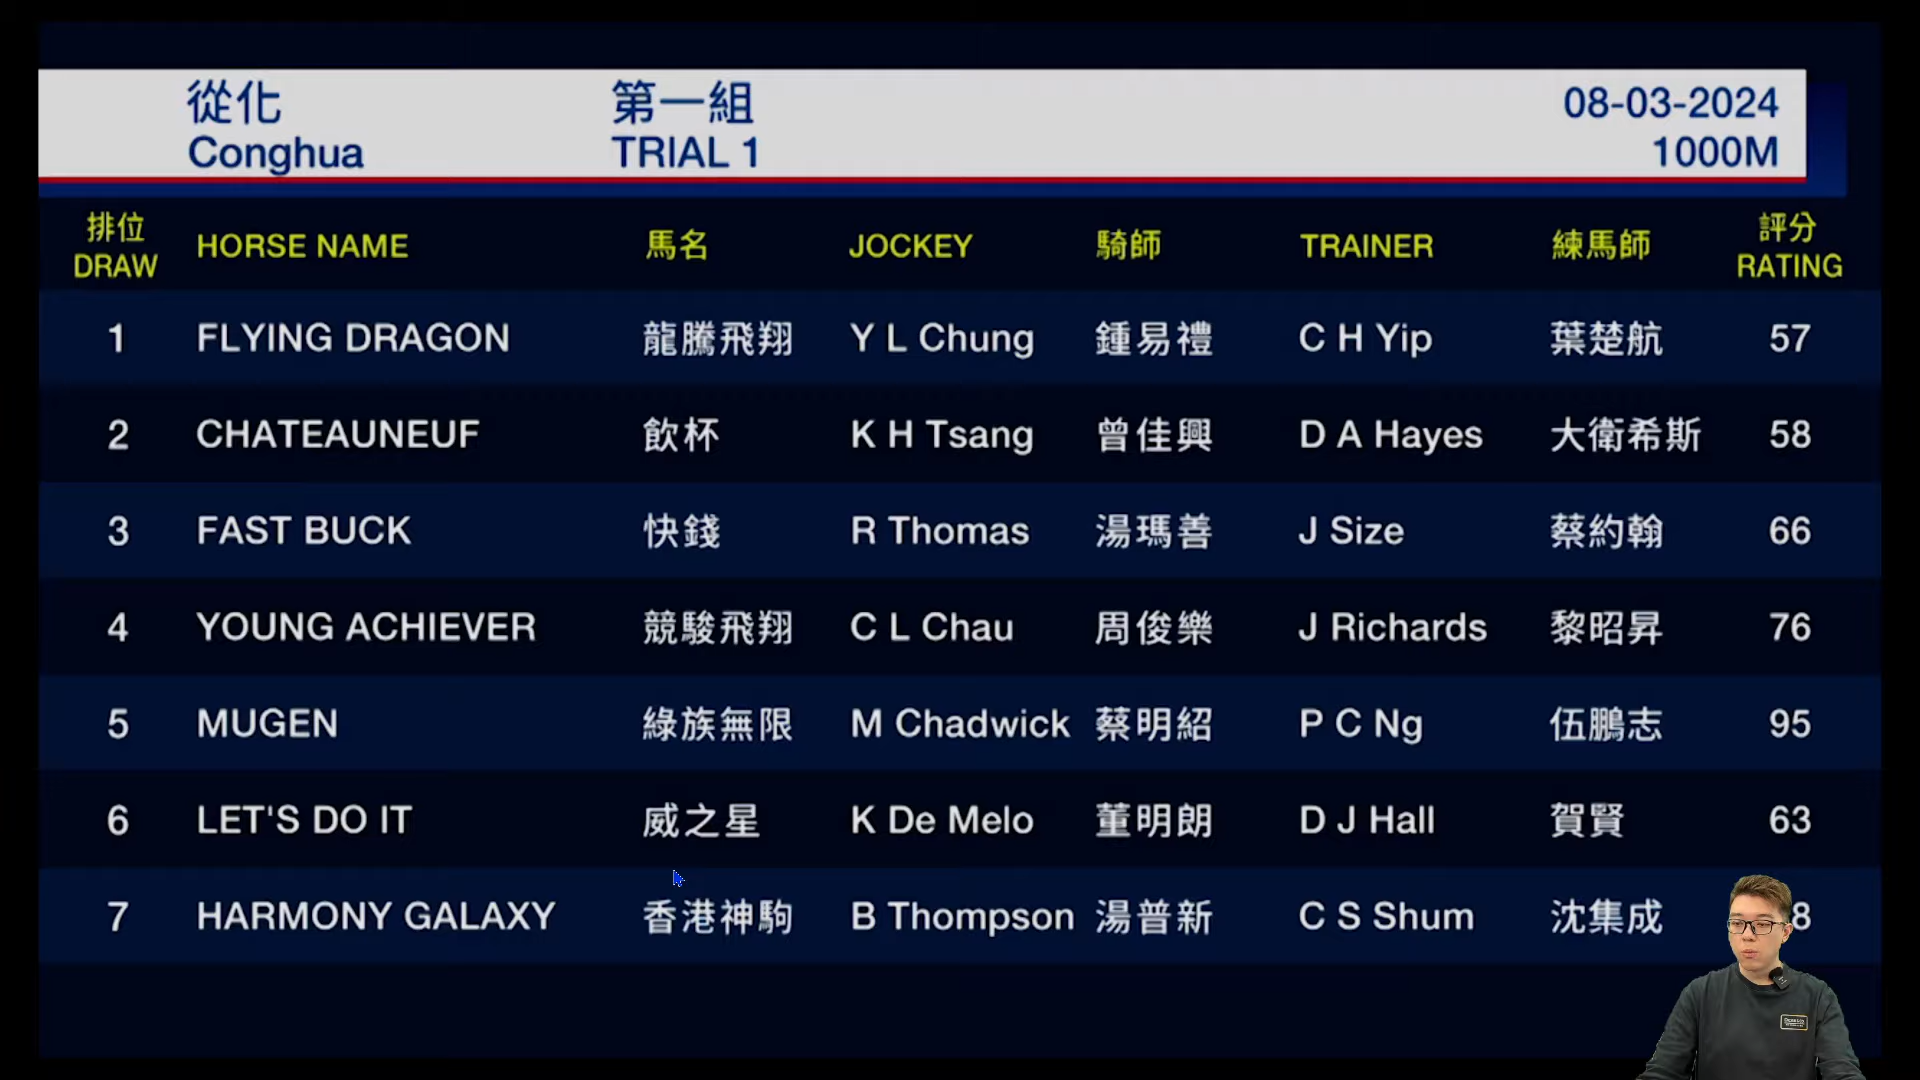 從化 第一組 08-03-2024
Conghua TRIAL 1 1000M
排位 HORSE NAME 馬名 JOCKEY 騎師 TRAINER 練馬師 評分
DRAW RATING
1 FLYING DRAGON 龍騰飛翔 Y L Chung 鍾易禮 C H Yip 葉楚航 57
2 CHATEAUNEUF 飲杯 K H Tsang 曾佳興 D A Hayes 大衛希斯 58
3 FAST BUCK 快錢 R Thomas 湯瑪善 J Size 蔡約翰 66
4 YOUNG ACHIEVER 競駿飛翔 C L Chau 周俊樂 J Richards 黎昭昇 76
5 MUGEN 綠族無限 M Chadwick 蔡明紹 P C Ng 伍鵬志 95
6 LET'S DO IT 威之星 K De Melo 董明朗 D J Hall 賀賢 63
7 HARMONY GALAXY 香港神駒 B Thompson 湯普新 C S Shum 沈集成